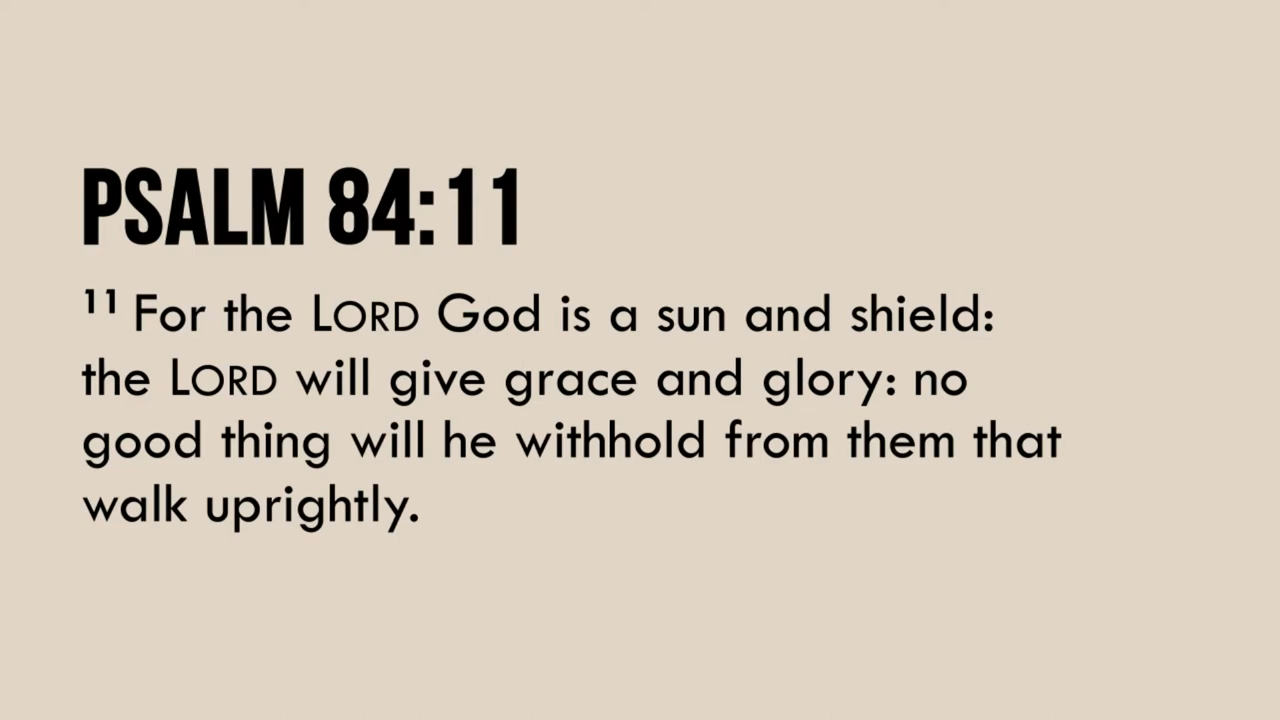 PSALM 84:11
¹¹ For the LORD God is a sun and shield:
the LORD will give grace and glory: no
good thing will he withhold from them that
walk uprightly.